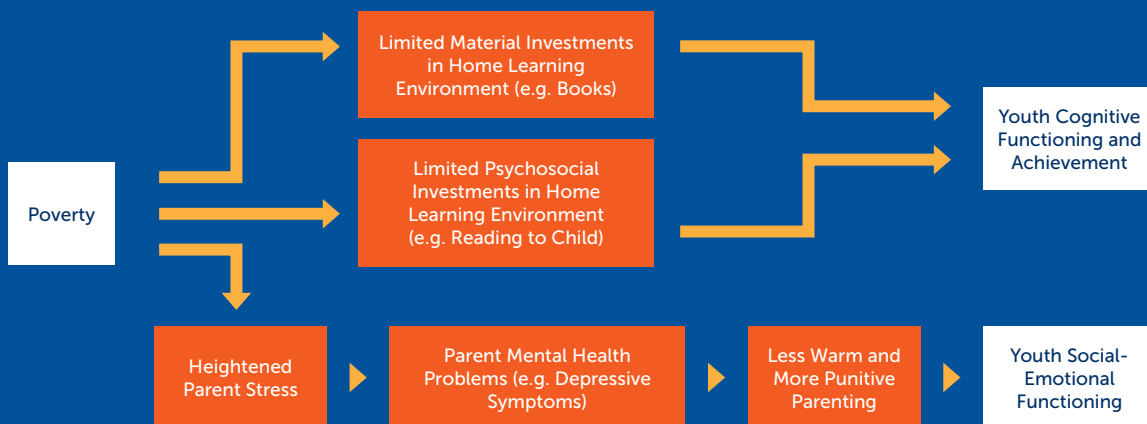 Limited Material Investments
in Home Learning
Environment (e.g. Books)
Youth Cognitive
Functioning and
Achievement
Limited Psychosocial
Investments in Home
Learning Environment
(e.g. Reading to Child)
Poverty
Heightened
Parent Stress
Parent Mental Health
Problems (e.g. Depressive
Symptoms)
Less Warm and
More Punitive
Parenting
Youth Social-
Emotional
Functioning